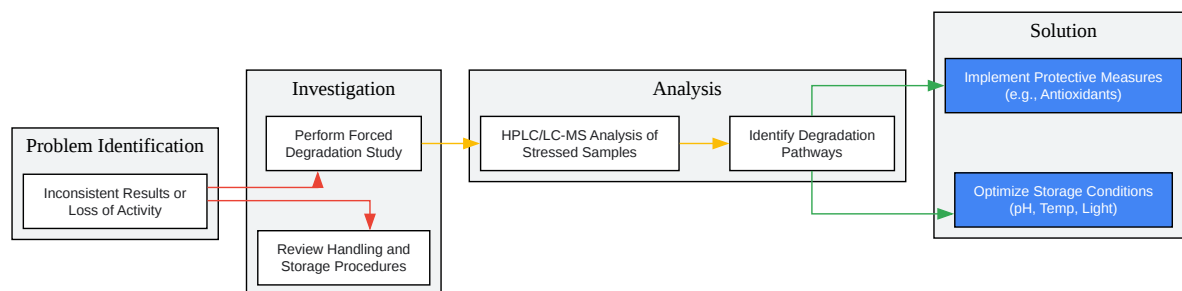 Problem Identification
Inconsistent Results or
Loss of Activity
Investigation
Perform Forced
Degradation Study
Review Handling and
Storage Procedures
Analysis
HPLC/LC-MS Analysis of
Stressed Samples
Identify Degradation
Pathways
Solution
Implement Protective Measures
(e.g., Antioxidants)
Optimize Storage Conditions
(pH, Temp, Light)